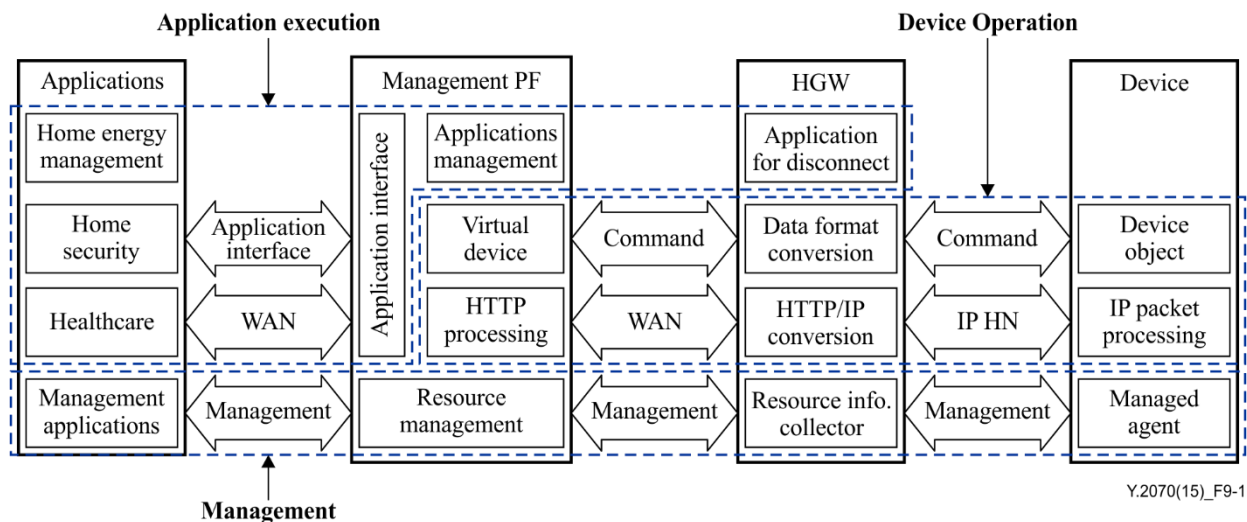 Application execution
Device Operation
Applications
Management PF
HGW
Device
Home energy
management
Application interface
Applications
management
Application
for disconnect
Home
security
Application
interface
Virtual
device
Command
Data format
conversion
Command
Device
object
Healthcare
WAN
HTTP
processing
WAN
HTTP/IP
conversion
IP HN
IP packet
processing
Management
applications
Management
Resource
management
Management
Resource info.
collector
Management
Managed
agent
Y.2070(15)_F9-1
Management